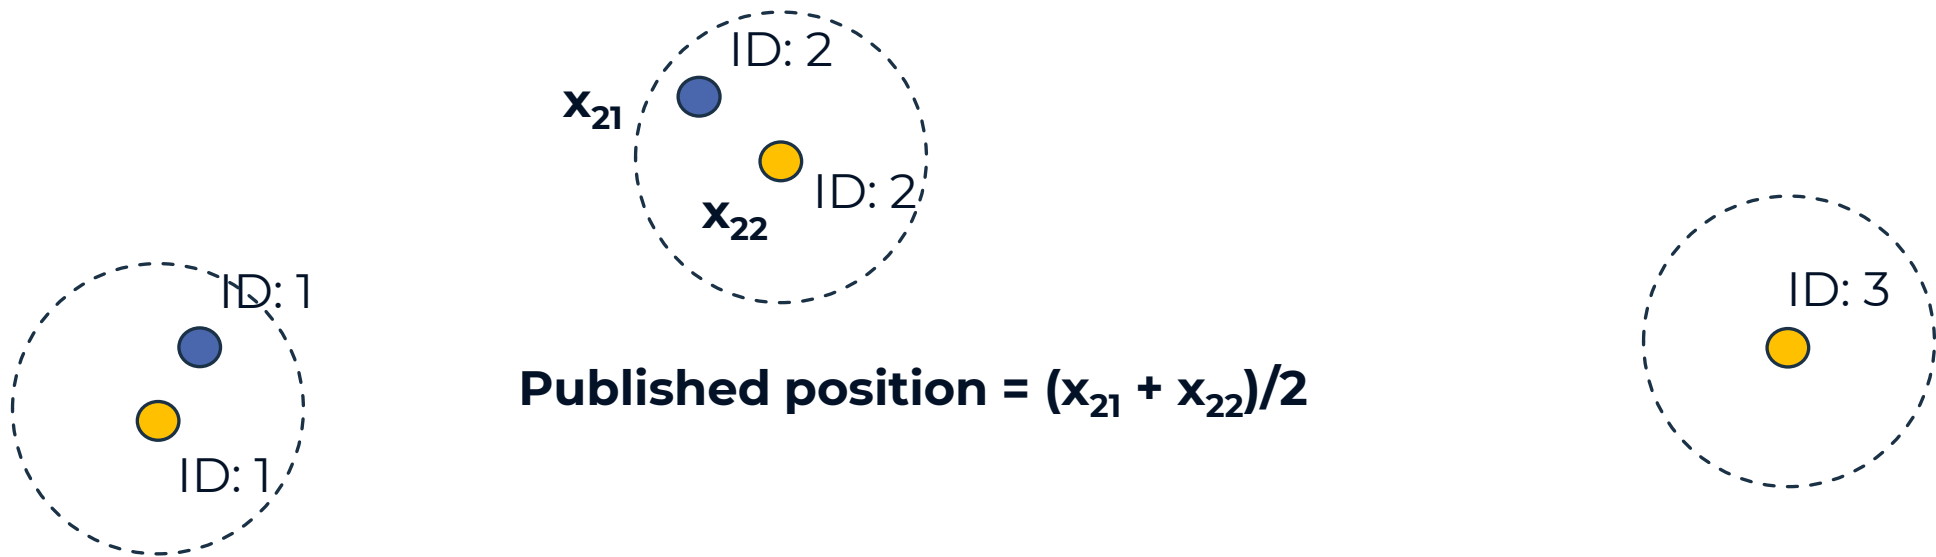 ID: 2
x21
ID: 2
x22
ID: 1
ID: 1
ID: 3
Published position = (x21 + x22)/2